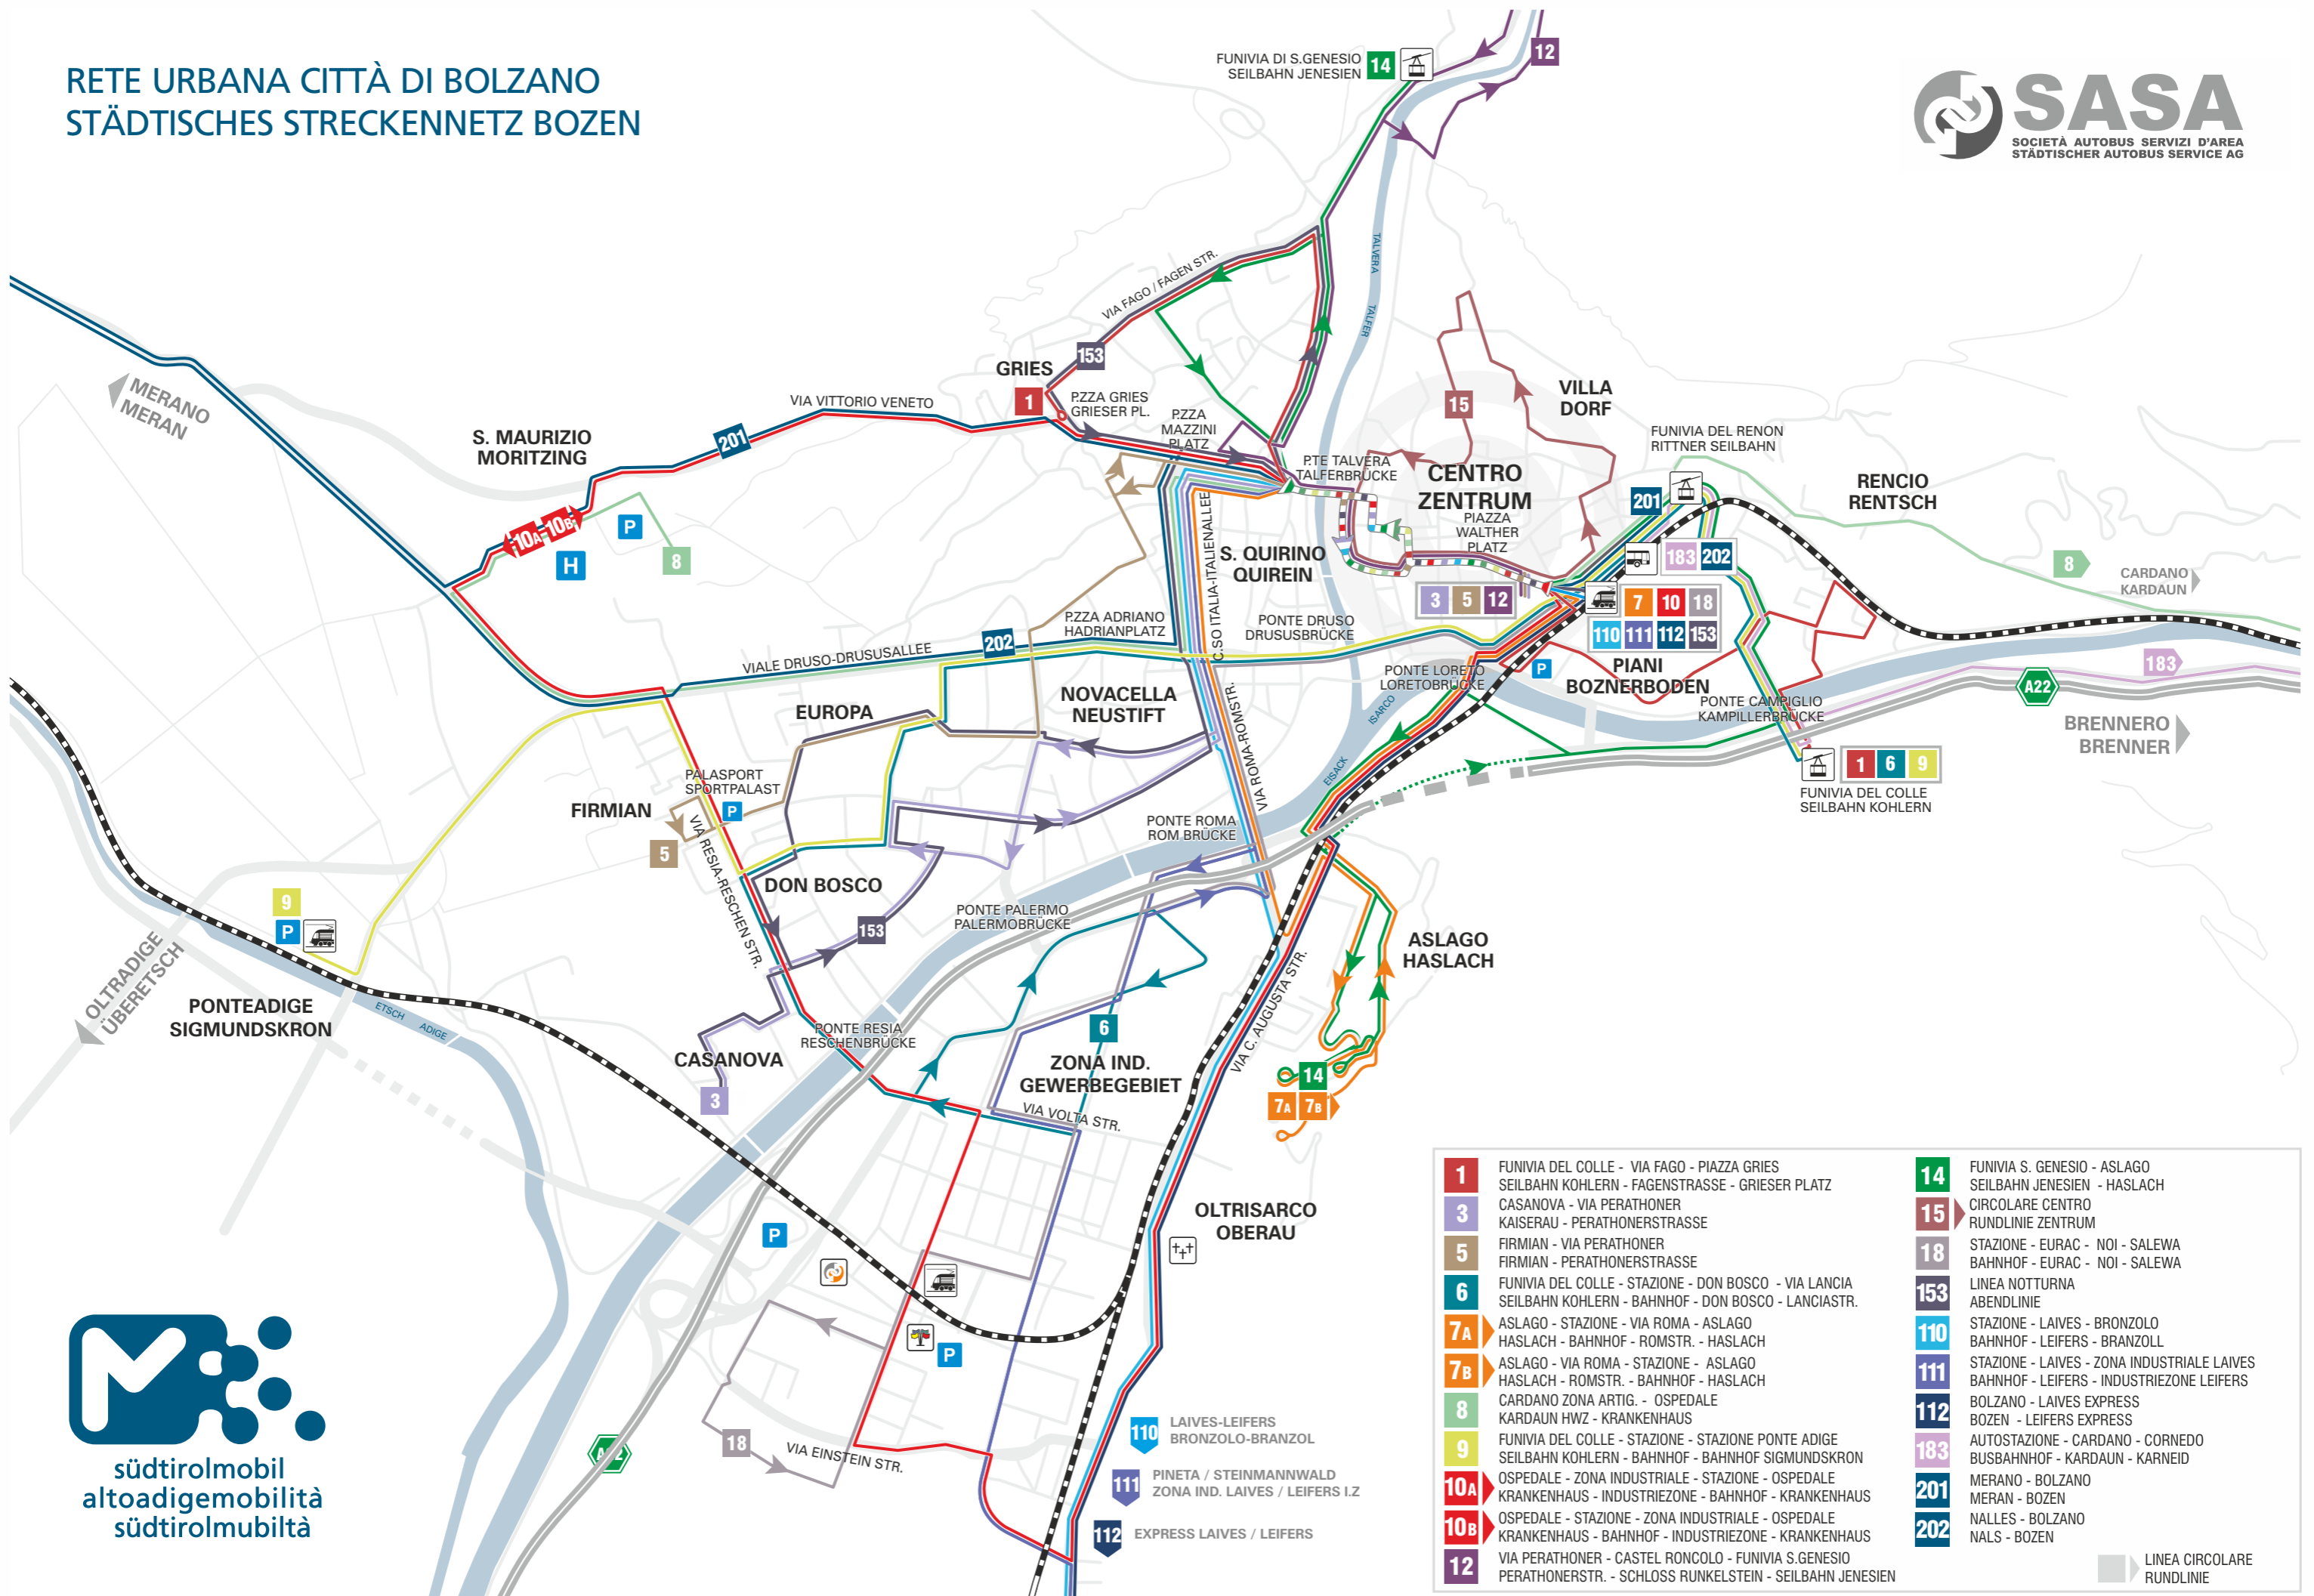 RETE URBANA CITTÀ DI BOLZANO
STÄDTISCHES STRECKENNETZ BOZEN
FUNIVIA DI S.GENESIO
SEILBAHN JENESIEN
14
12
SASA
SOCIETÀ AUTOBUS SERVIZI D'AREA
STÄDTISCHER AUTOBUS SERVICE AG
TALVERA
TALFER
VIA FAGO / FAGEN STR.
153
GRIES
1
P.ZZA GRIES
GRIESER PL.
MERANO
MERAN
VIA VITTORIO VENETO
201
S. MAURIZIO
MORITZING
P.ZZA
MAZZINI
PLATZ
15
VILLA
DORF
P.TE TALVERA
TALFERBRÜCKE
CENTRO
ZENTRUM
PIAZZA
WALTHER
PLATZ
FUNIVIA DEL RENON
RITTNER SEILBAHN
201
RENCIO
RENTSCH
10A
10B
P
H
8
S. QUIRINO
QUIREIN
C.SO ITALIA-ITALIENALLEE
183
202
8
CARDANO
KARDAUN
3
5
12
7
10
18
110
111
112
153
P.ZZA ADRIANO
HADRIANPLATZ
PONTE DRUSO
DRUSUSBRÜCKE
202
VIALE DRUSO-DRUSUSALLEE
PONTE LORETO
LORETOBRÜCKE
P
PIANI
BOZNERBODEN
183
A22
EUROPA
NOVACELLA
NEUSTIFT
ISARCO
PONTE CAMPIGLIO
KAMPILLERBRÜCKE
BRENNERO
BRENNER
VIA ROMA-ROMSTR.
EISACK
1
6
9
FUNIVIA DEL COLLE
SEILBAHN KOHLERN
PALASPORT
SPORTPALAST
P
FIRMIAN
5
VIA RESIA-RESCHEN STR.
PONTE ROMA
ROM BRÜCKE
DON BOSCO
153
PONTE PALERMO
PALERMOBRÜCKE
9
P
OLTRADIGE
ÜBERETSCH
ASLAGO
HASLACH
PONTEADIGE
SIGMUNDSKRON
ETSCH
ADIGE
PONTE RESIA
RESCHENBRÜCKE
6
VIA C. AUGUSTA STR.
CASANOVA
3
ZONA IND.
GEWERBEGEBIET
14
7A
7B
VIA VOLTA STR.
OLTRISARCO
OBERAU
P
P
18
VIA EINSTEIN STR.
A22
110
LAIVES-LEIFERS
BRONZOLO-BRANZOL
111
PINETA / STEINMANNWALD
ZONA IND. LAIVES / LEIFERS I.Z
112
EXPRESS LAIVES / LEIFERS
südtirolmobil
altoadigemobilità
südtirolmubiltà
1
FUNIVIA DEL COLLE - VIA FAGO - PIAZZA GRIES
SEILBAHN KOHLERN - FAGENSTRASSE - GRIESER PLATZ
3
CASANOVA - VIA PERATHONER
KAISERAU - PERATHONERSTRASSE
5
FIRMIAN - VIA PERATHONER
FIRMIAN - PERATHONERSTRASSE
6
FUNIVIA DEL COLLE - STAZIONE - DON BOSCO - VIA LANCIA
SEILBAHN KOHLERN - BAHNHOF - DON BOSCO - LANCIASTR.
7A
ASLAGO - STAZIONE - VIA ROMA - ASLAGO
HASLACH - BAHNHOF - ROMSTR. - HASLACH
7B
ASLAGO - VIA ROMA - STAZIONE - ASLAGO
HASLACH - ROMSTR. - BAHNHOF - HASLACH
8
CARDANO ZONA ARTIG. - OSPEDALE
KARDAUN HWZ - KRANKENHAUS
9
FUNIVIA DEL COLLE - STAZIONE - STAZIONE PONTE ADIGE
SEILBAHN KOHLERN - BAHNHOF - BAHNHOF SIGMUNDSKRON
10A
OSPEDALE - ZONA INDUSTRIALE - STAZIONE - OSPEDALE
KRANKENHAUS - INDUSTRIEZONE - BAHNHOF - KRANKENHAUS
10B
OSPEDALE - STAZIONE - ZONA INDUSTRIALE - OSPEDALE
KRANKENHAUS - BAHNHOF - INDUSTRIEZONE - KRANKENHAUS
12
VIA PERATHONER - CASTEL RONCOLO - FUNIVIA S.GENESIO
PERATHONERSTR. - SCHLOSS RUNKELSTEIN - SEILBAHN JENESIEN
14
FUNIVIA S. GENESIO - ASLAGO
SEILBAHN JENESIEN - HASLACH
15
CIRCOLARE CENTRO
RUNDLINIE ZENTRUM
18
STAZIONE - EURAC - NOI - SALEWA
BAHNHOF - EURAC - NOI - SALEWA
153
LINEA NOTTURNA
ABENDLINIE
110
STAZIONE - LAIVES - BRONZOLO
BAHNHOF - LEIFERS - BRANZOLL
111
STAZIONE - LAIVES - ZONA INDUSTRIALE LAIVES
BAHNHOF - LEIFERS - INDUSTRIEZONE LEIFERS
112
BOLZANO - LAIVES EXPRESS
BOZEN - LEIFERS EXPRESS
183
AUTOSTAZIONE - CARDANO - CORNEDO
BUSBAHNHOF - KARDAUN - KARNEID
201
MERANO - BOLZANO
MERAN - BOZEN
202
NALLES - BOLZANO
NALS - BOZEN
LINEA CIRCOLARE
RUNDLINIE